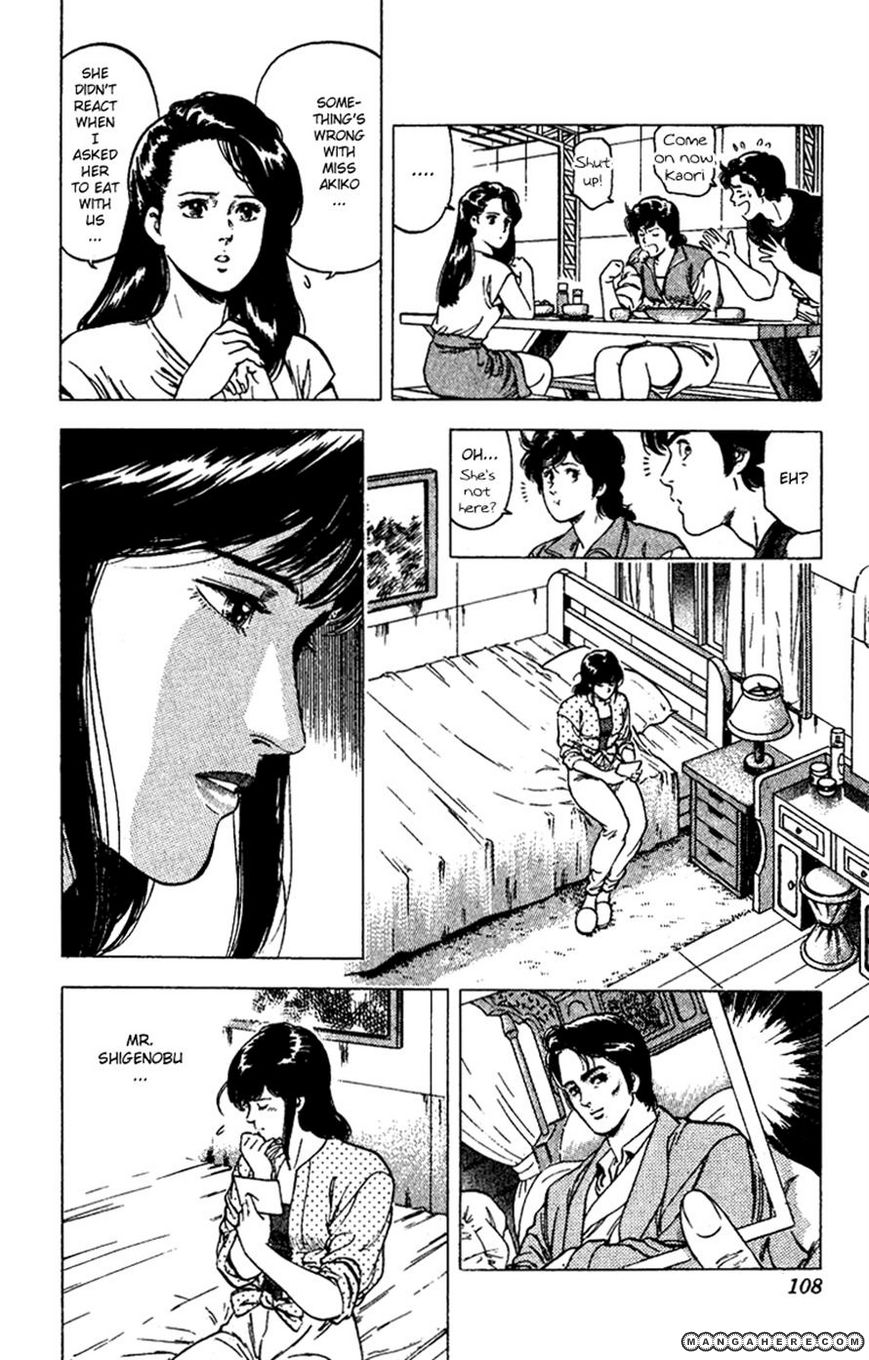 ....
Shut
up!
Come
on now
Kaori
SOME-
THING'S
WRONG
WITH
MISS
AKIKO
...
SHE
DIDN'T
REACT
WHEN
I
ASKED
HER
TO EAT
WITH
US
...
EH?
OH...
She's
not
here?
MR.
SHIGENOBU
...
108
MANGAHERE.COM